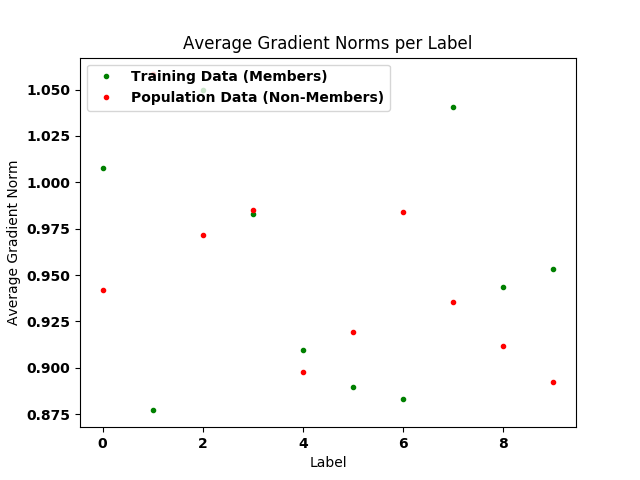 Average Gradient Norms per Label
Training Data (Members)
Population Data (Non-Members)
1.050
1.025
1.000
0.975
0.950
0.925
0.900
0.875
Average Gradient Norm
0 2 4 6 8
Label